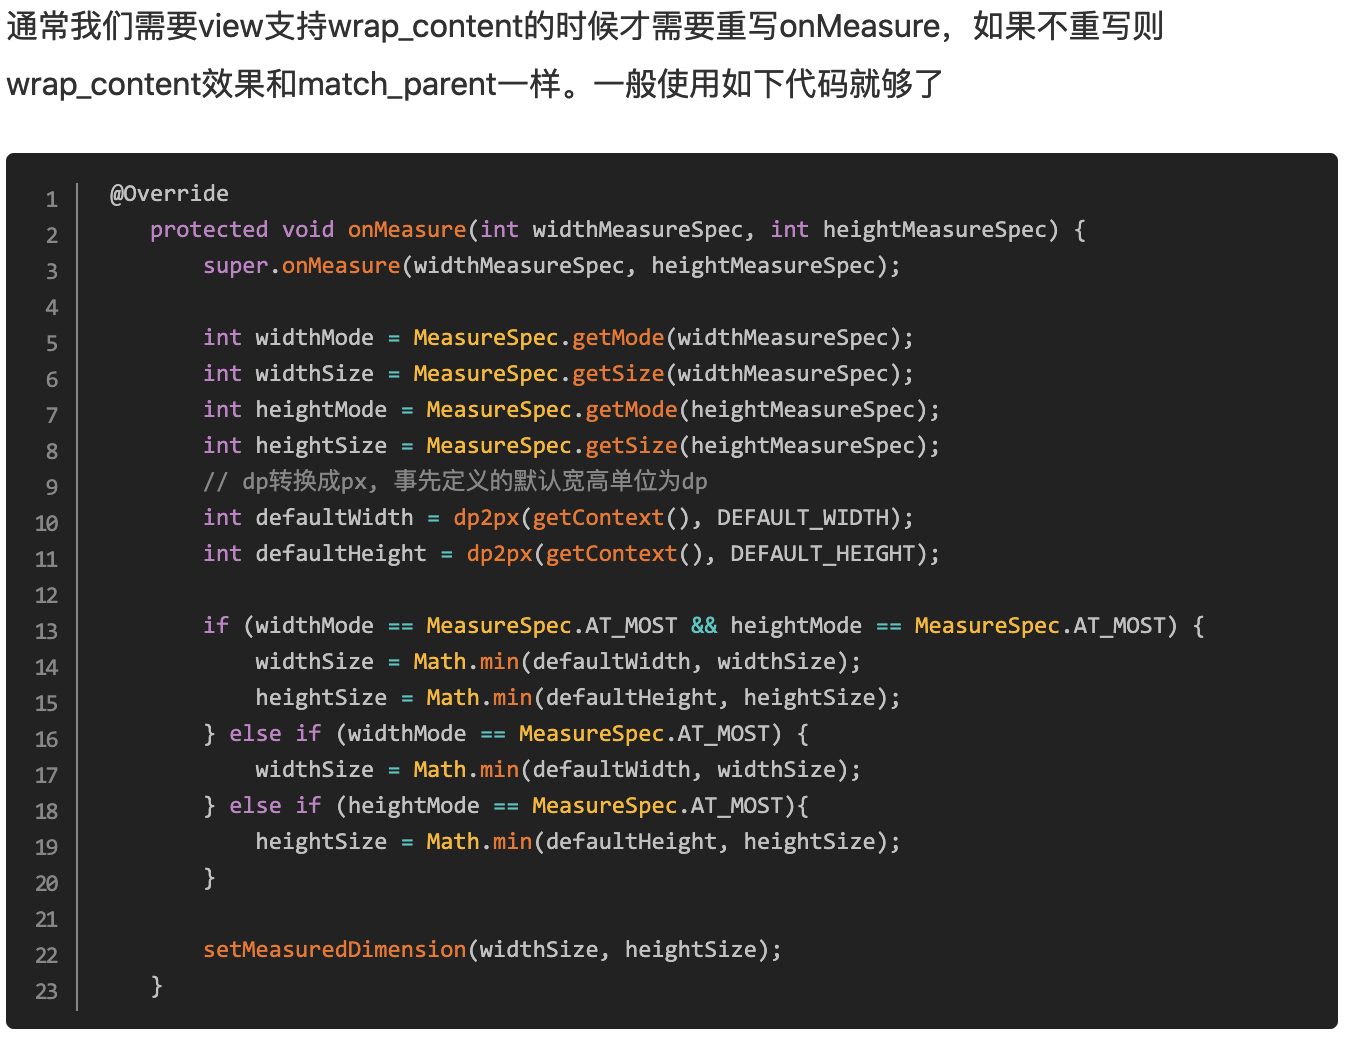 通常我们需要view支持wrap_content的时候才需要重写onMeasure，如果不重写则
wrap_content效果和match_parent一样。一般使用如下代码就够了
1 @Override
2 protected void onMeasure(int widthMeasureSpec, int heightMeasureSpec) {
3 super.onMeasure(widthMeasureSpec, heightMeasureSpec);
4
5 int widthMode = MeasureSpec.getMode(widthMeasureSpec);
6 int widthSize = MeasureSpec.getSize(widthMeasureSpec);
7 int heightMode = MeasureSpec.getMode(heightMeasureSpec);
8 int heightSize = MeasureSpec.getSize(heightMeasureSpec);
9 // dp转换成px, 事先定义的默认宽高单位为dp
10 int defaultWidth = dp2px(getContext(), DEFAULT_WIDTH);
11 int defaultHeight = dp2px(getContext(), DEFAULT_HEIGHT);
12
13 if (widthMode == MeasureSpec.AT_MOST && heightMode == MeasureSpec.AT_MOST) {
14 widthSize = Math.min(defaultWidth, widthSize);
15 heightSize = Math.min(defaultHeight, heightSize);
16 } else if (widthMode == MeasureSpec.AT_MOST) {
17 widthSize = Math.min(defaultWidth, widthSize);
18 } else if (heightMode == MeasureSpec.AT_MOST){
19 heightSize = Math.min(defaultHeight, heightSize);
20 }
21
22 setMeasuredDimension(widthSize, heightSize);
23 }